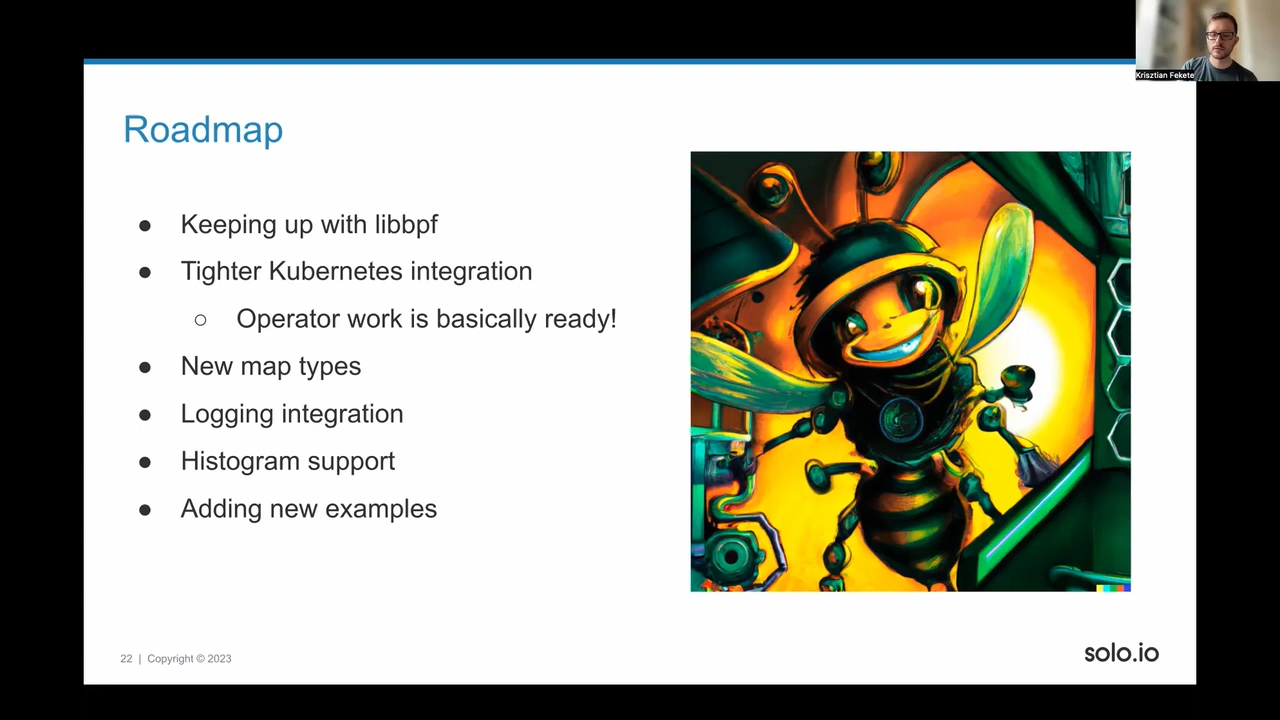 Krisztian Fekete
Roadmap
● Keeping up with libbpf
● Tighter Kubernetes integration
○ Operator work is basically ready!
● New map types
● Logging integration
● Histogram support
● Adding new examples
22 | Copyright © 2023
solo.io